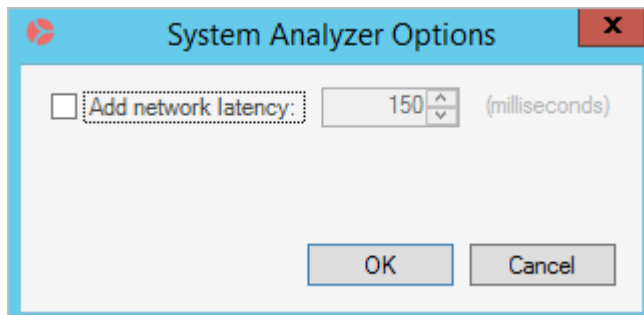 System Analyzer Options
x
Add network latency: 150 (milliseconds)
OK Cancel